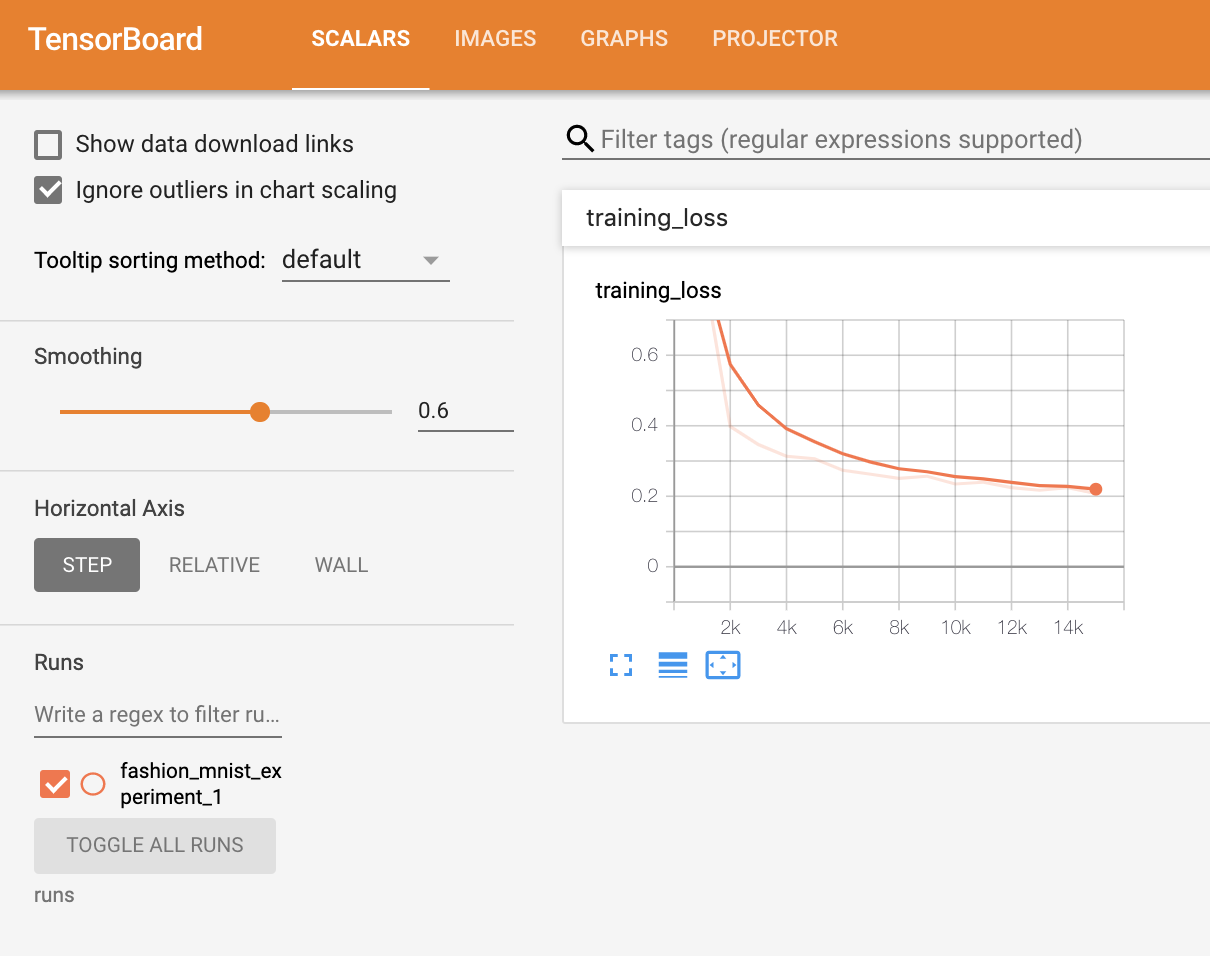 TensorBoard SCALARS IMAGES GRAPHS PROJECTOR
Show data download links
Ignore outliers in chart scaling
Tooltip sorting method: default
Smoothing
0.6
Horizontal Axis
STEP RELATIVE WALL
Runs
Write a regex to filter ru...
fashion_mnist_ex
periment_1
TOGGLE ALL RUNS
runs
Filter tags (regular expressions supported)
training_loss
training_loss
0.6
0.4
0.2
0
2k 4k 6k 8k 10k 12k 14k